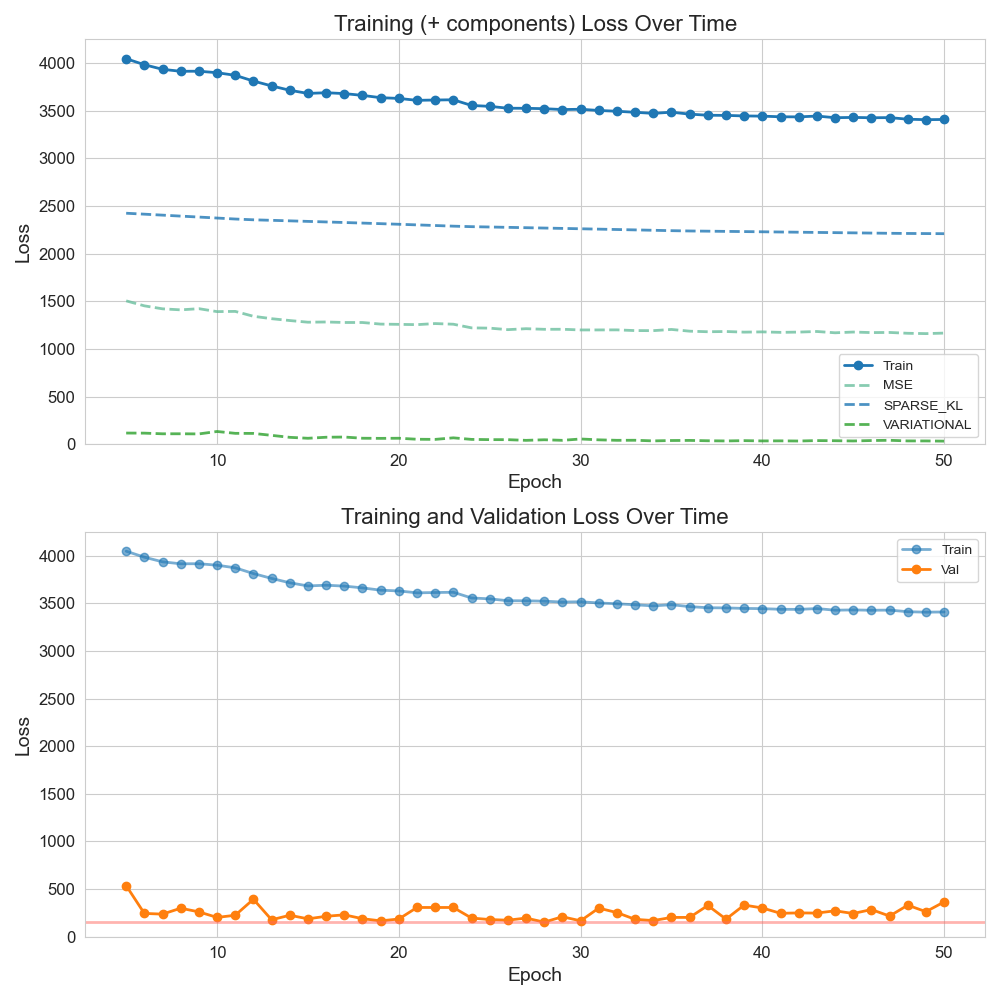 Training (+ components) Loss Over Time
4000
3500
3000
2500
2000
1500
1000
500
0
Loss
Train
MSE
SPARSE_KL
VARIATIONAL
10 20 30 40 50
Epoch
Training and Validation Loss Over Time
4000
3500
3000
2500
2000
1500
1000
500
0
Loss
Train
Val
10 20 30 40 50
Epoch